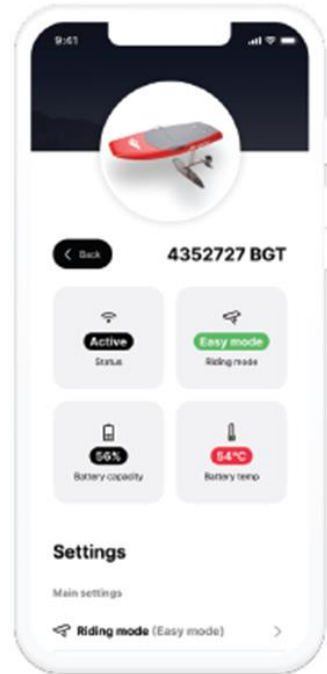 9:41
Back
4352727 BGT
Active
Status
Easy mode
Riding mode
56%
Battery capacity
54°C
Battery temp
Settings
Main settings
Riding mode (Easy mode)